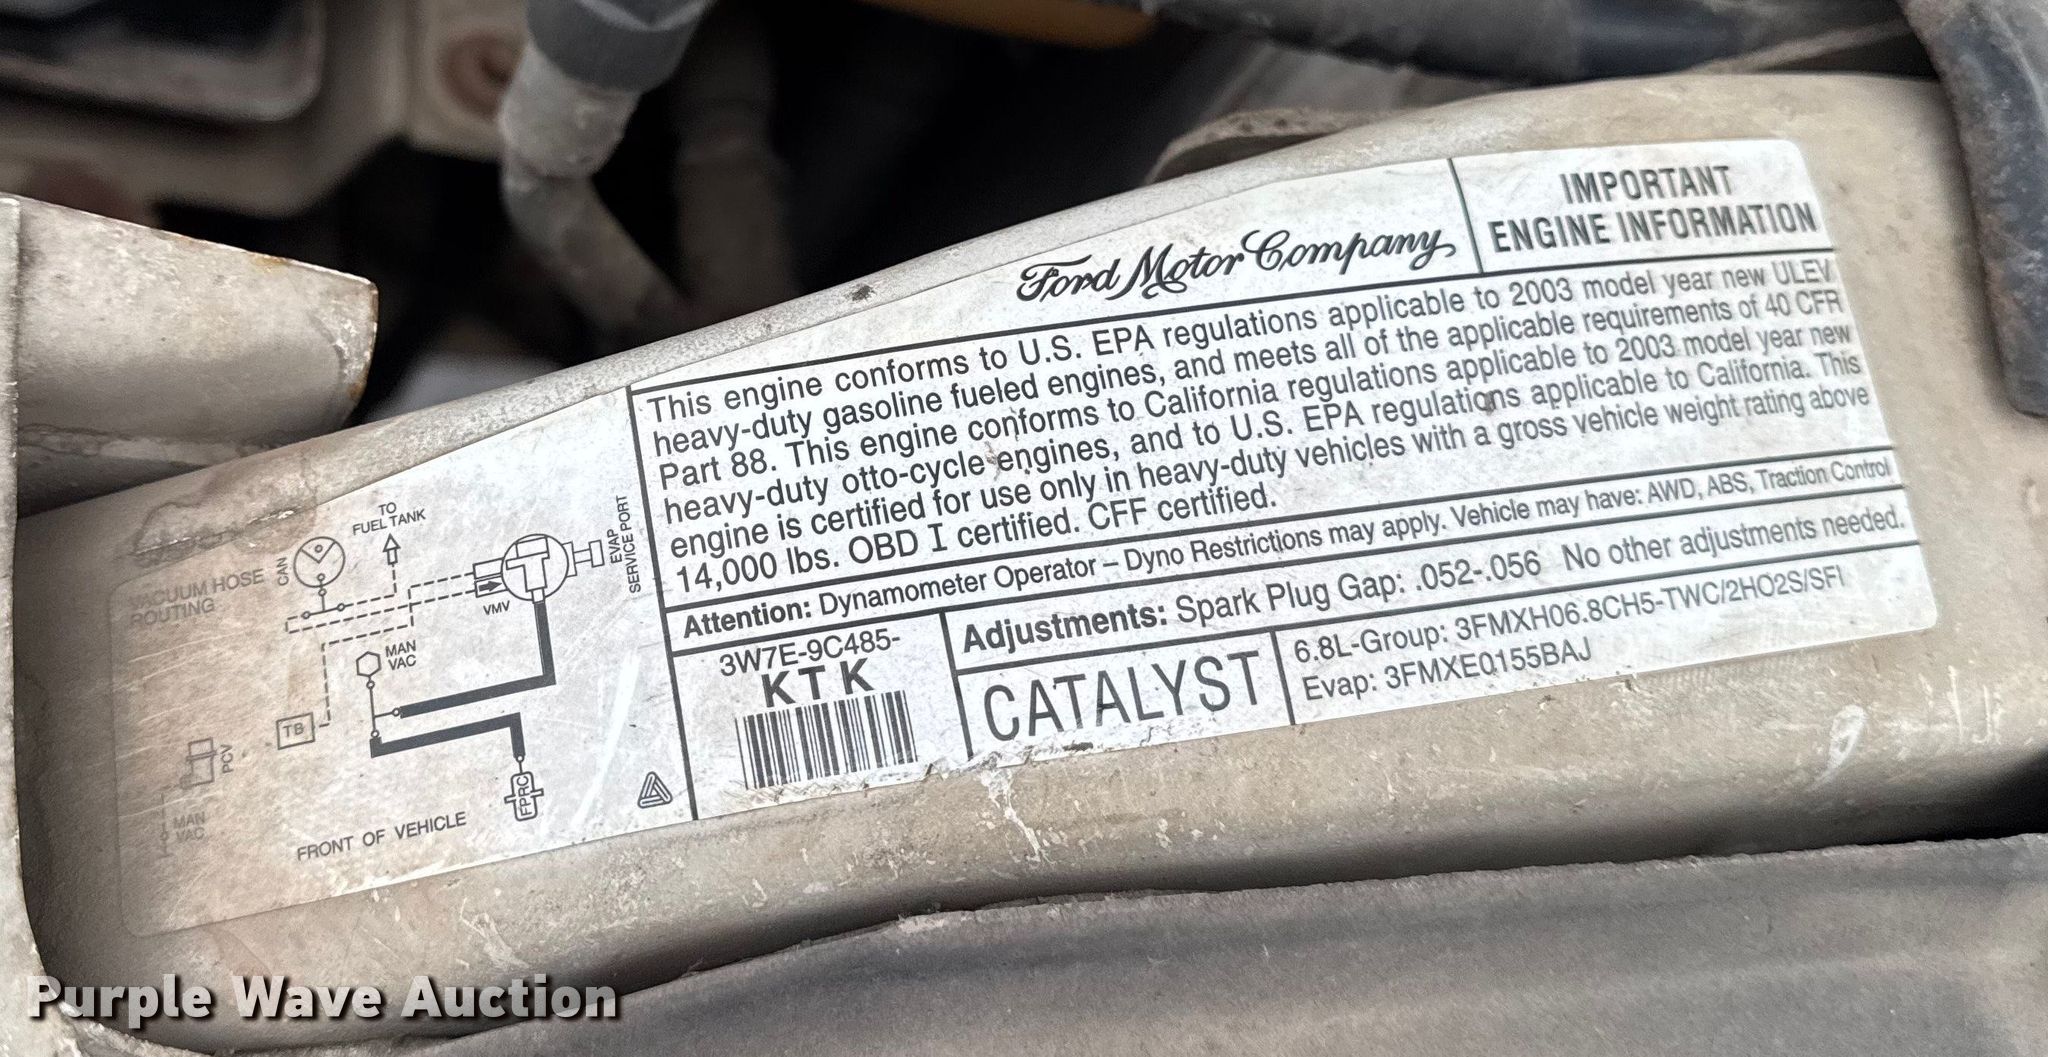 Ford Motor Company
IMPORTANT
ENGINE INFORMATION
This engine conforms to U.S. EPA regulations applicable to 2003 model year new ULEV
heavy-duty gasoline fueled engines, and meets all of the applicable requirements of 40 CFR
Part 88. This engine conforms to California regulations applicable to 2003 model year new
heavy-duty otto-cycle engines, and to U.S. EPA regulations applicable to California. This
engine is certified for use only in heavy-duty vehicles with a gross vehicle weight rating above
14,000 lbs. OBD I certified. CFF certified.
Attention: Dynamometer Operator – Dyno Restrictions may apply. Vehicle may have: AWD, ABS, Traction Control
Adjustments: Spark Plug Gap: .052-.056 No other adjustments needed.
3W7E-9C485-
KTK
CATALYST
6.8L-Group: 3FMXH06.8CH5-TWC/2HO2S/SFI
Evap: 3FMXE0155BAJ
VACUUM HOSE
ROUTING
CAN
TO
FUEL TANK
EVAP
SERVICE PORT
VMV
MAN
VAC
TB
PCV
MAN
VAC
FPRC
FRONT OF VEHICLE
Purple Wave Auction